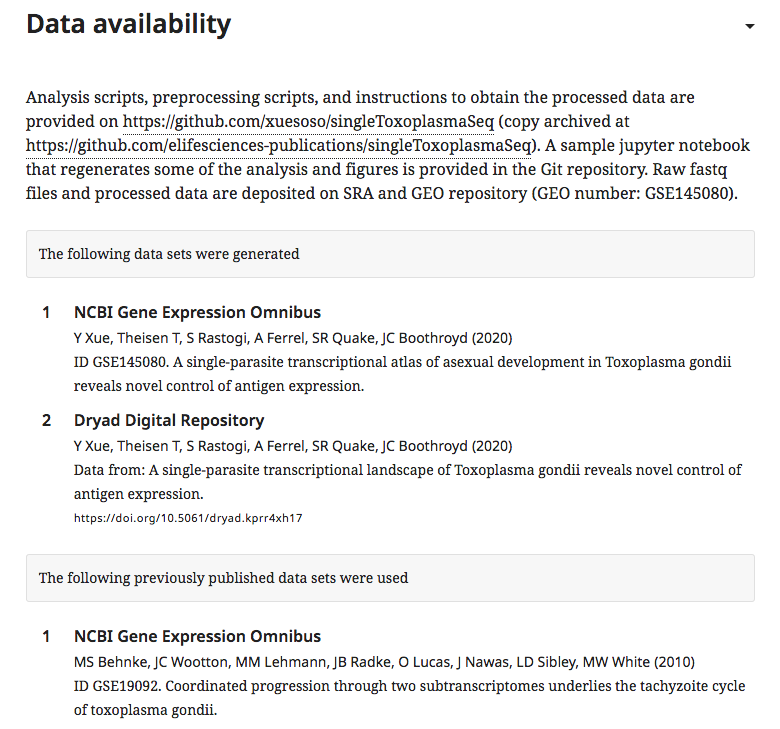 Data availability
Analysis scripts, preprocessing scripts, and instructions to obtain the processed data are
provided on https://github.com/xuesoso/singleToxoplasmaSeq (copy archived at
https://github.com/elifesciences-publications/singleToxoplasmaSeq). A sample jupyter notebook
that regenerates some of the analysis and figures is provided in the Git repository. Raw fastq
files and processed data are deposited on SRA and GEO repository (GEO number: GSE145080).
The following data sets were generated
1 NCBI Gene Expression Omnibus
Y Xue, Theisen T, S Rastogi, A Ferrel, SR Quake, JC Boothroyd (2020)
ID GSE145080. A single-parasite transcriptional atlas of asexual development in Toxoplasma gondii
reveals novel control of antigen expression.
2 Dryad Digital Repository
Y Xue, Theisen T, S Rastogi, A Ferrel, SR Quake, JC Boothroyd (2020)
Data from: A single-parasite transcriptional landscape of Toxoplasma gondii reveals novel control of
antigen expression.
https://doi.org/10.5061/dryad.kprr4xh17
The following previously published data sets were used
1 NCBI Gene Expression Omnibus
MS Behnke, JC Wootton, MM Lehmann, JB Radke, O Lucas, J Nawas, LD Sibley, MW White (2010)
ID GSE19092. Coordinated progression through two subtranscriptomes underlies the tachyzoite cycle
of toxoplasma gondii.